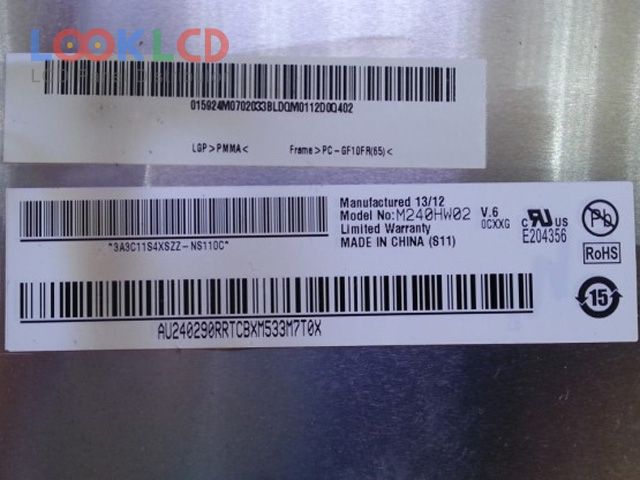 LOOKLCD
015924M0702033BLDQM0112D0Q402
LGP>PMMA< Frame>PC-GF10FR(65)<
Manufactured 13/12
Model No:M240HW02 V.6
0CXXG
Limited Warranty
MADE IN CHINA (S11)
c US
E204356
Pb
RoHS
15
*3A3C11S4XSZZ-NS110C*
AU240290RRTCBXM533M7T0X